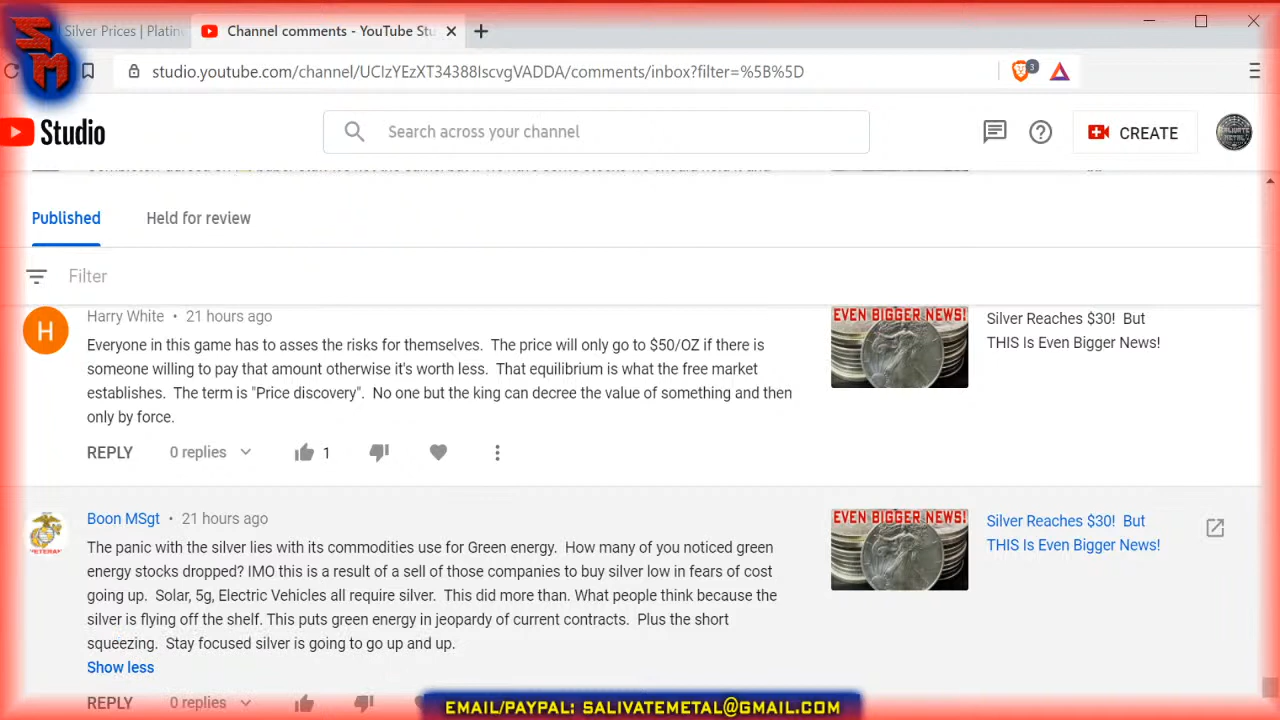 SM
Silver Prices | Platin
Channel comments - YouTube Stu
studio.youtube.com/channel/UCIzYEzXT34388IscvgVADDA/comments/inbox?filter=%5B%5D
3
Studio
Search across your channel
CREATE
Published
Held for review
Filter
H
Harry White • 21 hours ago
Everyone in this game has to asses the risks for themselves. The price will only go to $50/OZ if there is
someone willing to pay that amount otherwise it's worth less. That equilibrium is what the free market
establishes. The term is "Price discovery". No one but the king can decree the value of something and then
only by force.
REPLY 0 replies 1
EVEN BIGGER NEWS!
Silver Reaches $30! But
THIS Is Even Bigger News!
Boon MSgt • 21 hours ago
The panic with the silver lies with its commodities use for Green energy. How many of you noticed green
energy stocks dropped? IMO this is a result of a sell of those companies to buy silver low in fears of cost
going up. Solar, 5g, Electric Vehicles all require silver. This did more than. What people think because the
silver is flying off the shelf. This puts green energy in jeopardy of current contracts. Plus the short
squeezing. Stay focused silver is going to go up and up.
Show less
REPLY 0 replies
EVEN BIGGER NEWS!
Silver Reaches $30! But
THIS Is Even Bigger News!
EMAIL/PAYPAL: SALIVATEMETAL@GMAIL.COM